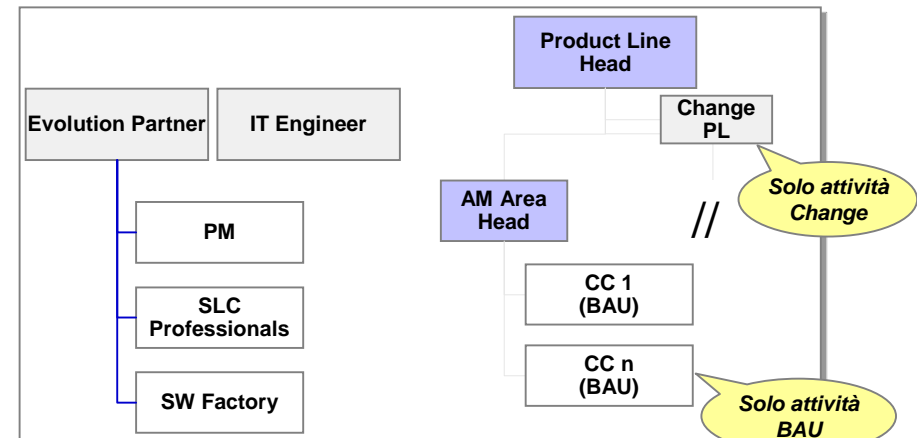 Product Line
Head
Evolution Partner
IT Engineer
Change
PL
Solo attività
Change
AM Area
Head
//
PM
CC 1
(BAU)
SLC
Professionals
CC n
(BAU)
SW Factory
Solo attività
BAU